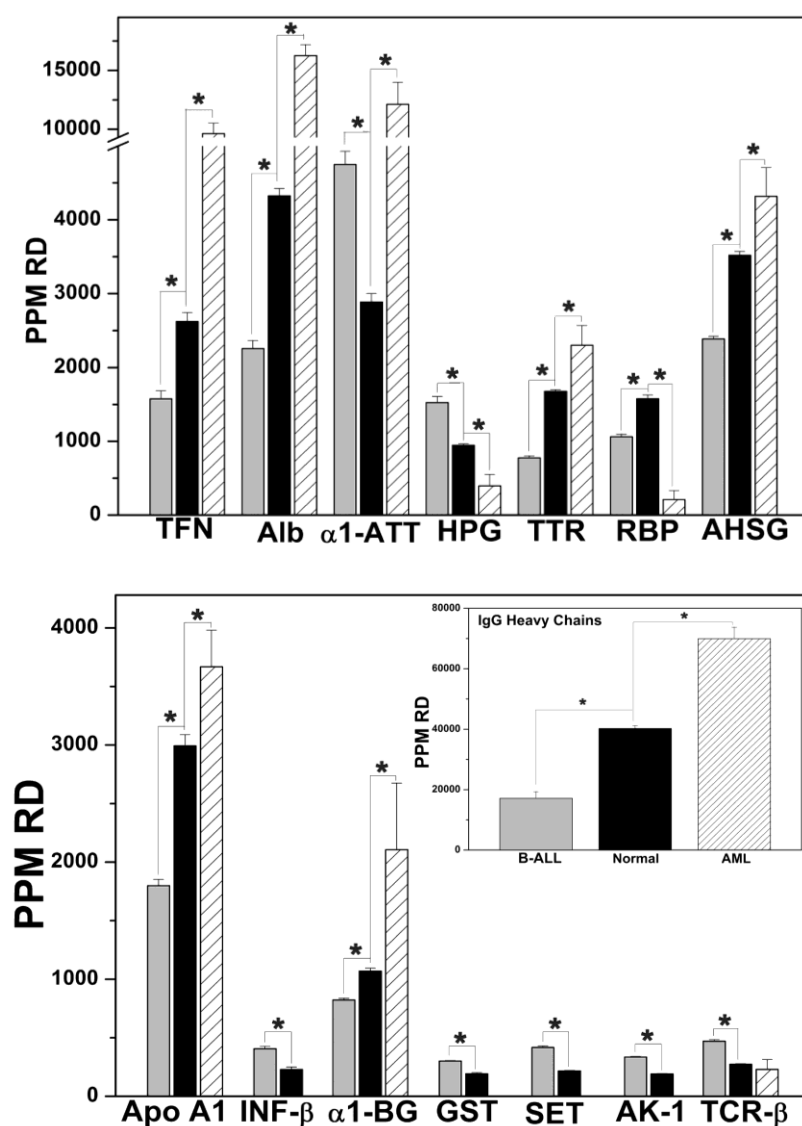 15000
10000
4000
3000
2000
1000
0
PPM RD
* * * * * * * * * * * * * *
TFN Alb α1-ATT HPG TTR RBP AHSG
4000
3000
2000
1000
0
PPM RD
* * * * * * * * *
Apo A1 INF-β α1-BG GST SET AK-1 TCR-β
IgG Heavy Chains
80000
60000
40000
20000
0
PPM RD
* *
B-ALL Normal AML